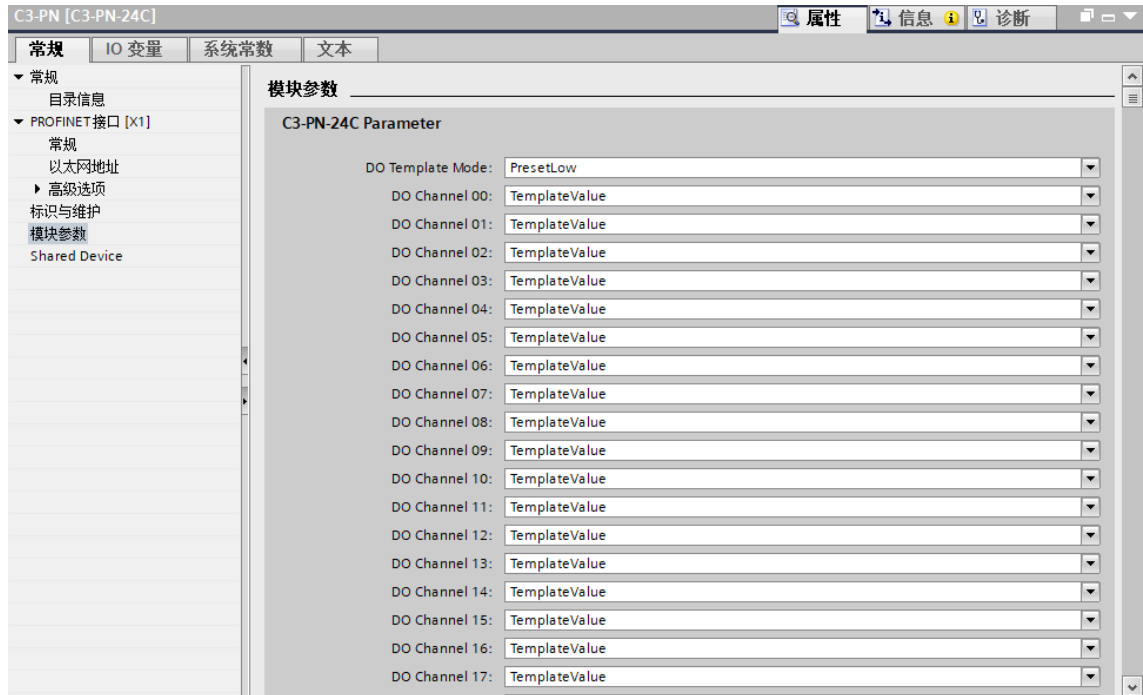 C3-PN [C3-PN-24C]
属性
信息
诊断
常规
IO 变量
系统常数
文本
常规
目录信息
PROFINET接口 [X1]
常规
以太网地址
高级选项
标识与维护
模块参数
Shared Device
模块参数
C3-PN-24C Parameter
DO Template Mode: PresetLow
DO Channel 00: TemplateValue
DO Channel 01: TemplateValue
DO Channel 02: TemplateValue
DO Channel 03: TemplateValue
DO Channel 04: TemplateValue
DO Channel 05: TemplateValue
DO Channel 06: TemplateValue
DO Channel 07: TemplateValue
DO Channel 08: TemplateValue
DO Channel 09: TemplateValue
DO Channel 10: TemplateValue
DO Channel 11: TemplateValue
DO Channel 12: TemplateValue
DO Channel 13: TemplateValue
DO Channel 14: TemplateValue
DO Channel 15: TemplateValue
DO Channel 16: TemplateValue
DO Channel 17: TemplateValue